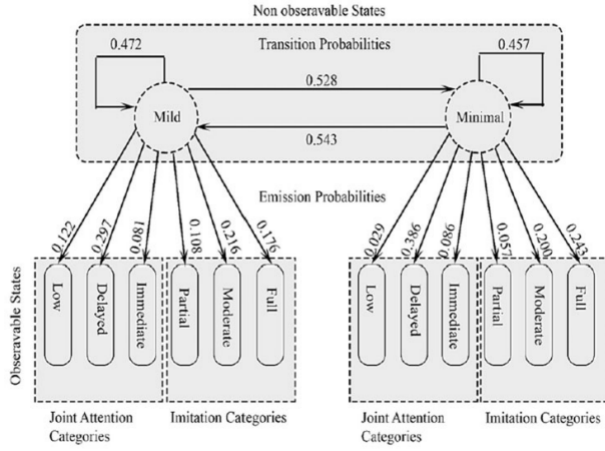 Non obseravable States
Transition Probabilities
0.472
0.457
0.528
Mild
Minimal
0.543
Emission Probabilities
0.122
0.297
0.081
0.108
0.216
0.176
0.029
0.386
0.086
0.057
0.200
0.243
Obseravable States
Low
Delayed
Immediate
Partial
Moderate
Full
Low
Delayed
Immediate
Partial
Moderate
Full
Joint Attention
Categories
Imitation Categories
Joint Attention
Categories
Imitation Categories